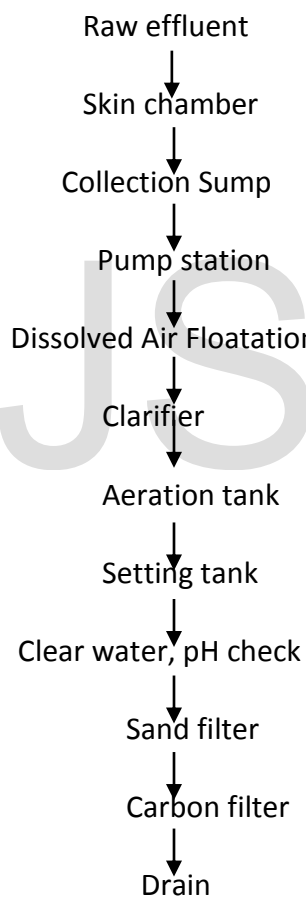 Raw effluent
Skin chamber
Collection Sump
Pump station
Dissolved Air Floatation
Clarifier
Aeration tank
Setting tank
Clear water, pH check
Sand filter
Carbon filter
Drain
JS